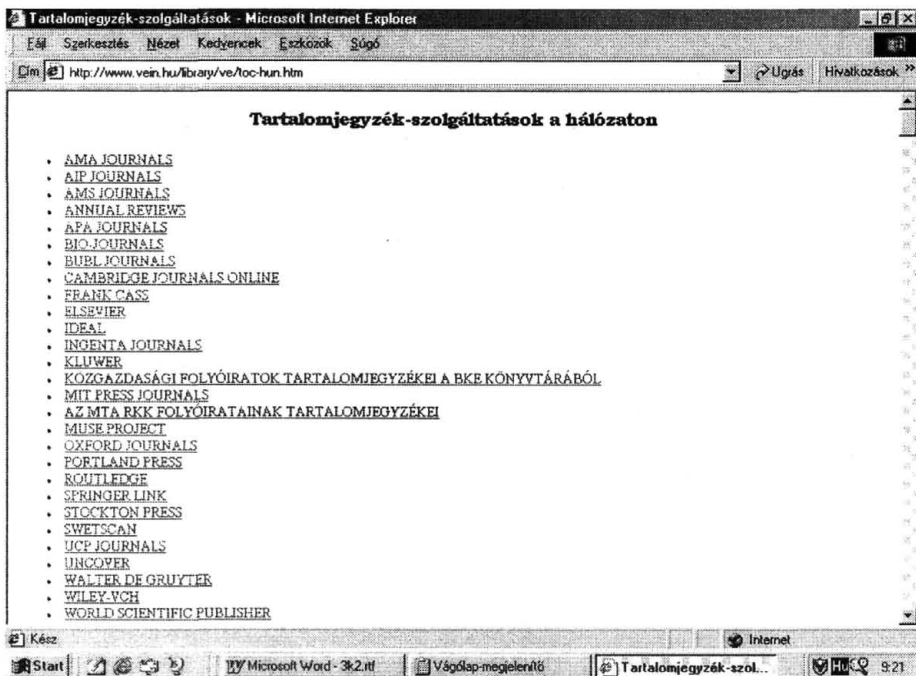 Tartalomjegyzék-szolgáltatások - Microsoft Internet Explorer
Fájl Szerkesztés Nézet Kedvencek Eszközök Súgó
Cím http://www.vein.hu/library/ve/toc-hun.htm Ugrás Hivatkozások »
Tartalomjegyzék-szolgáltatások a hálózaton
• AMA JOURNALS
• AIP JOURNALS
• AMS JOURNALS
• ANNUAL REVIEWS
• APA JOURNALS
• BIO-JOURNALS
• BUBL JOURNALS
• CAMBRIDGE JOURNALS ONLINE
• FRANK CASS
• ELSEVIER
• IDEAL
• INGENTA JOURNALS
• KLUWER
• KÖZGAZDASÁGI FOLYÓIRATOK TARTALOMJEGYZÉKEI A BKE KÖNYVTÁRÁBÓL
• MIT PRESS JOURNALS
• AZ MTA RKK FOLYÓIRATAINAK TARTALOMJEGYZÉKEI
• MUSE PROJECT
• OXFORD JOURNALS
• PORTLAND PRESS
• ROUTLEDGE
• SPRINGER LINK
• STOCKTON PRESS
• SWETSCAN
• UCP JOURNALS
• UNCOVER
• WALTER DE GRUYTER
• WILEY-VCH
• WORLD SCIENTIFIC PUBLISHER
Kész Internet
Start Microsoft Word - 3k2.rtf Vágólap-megjelenítő Tartalomjegyzék-szol... HU 9:21